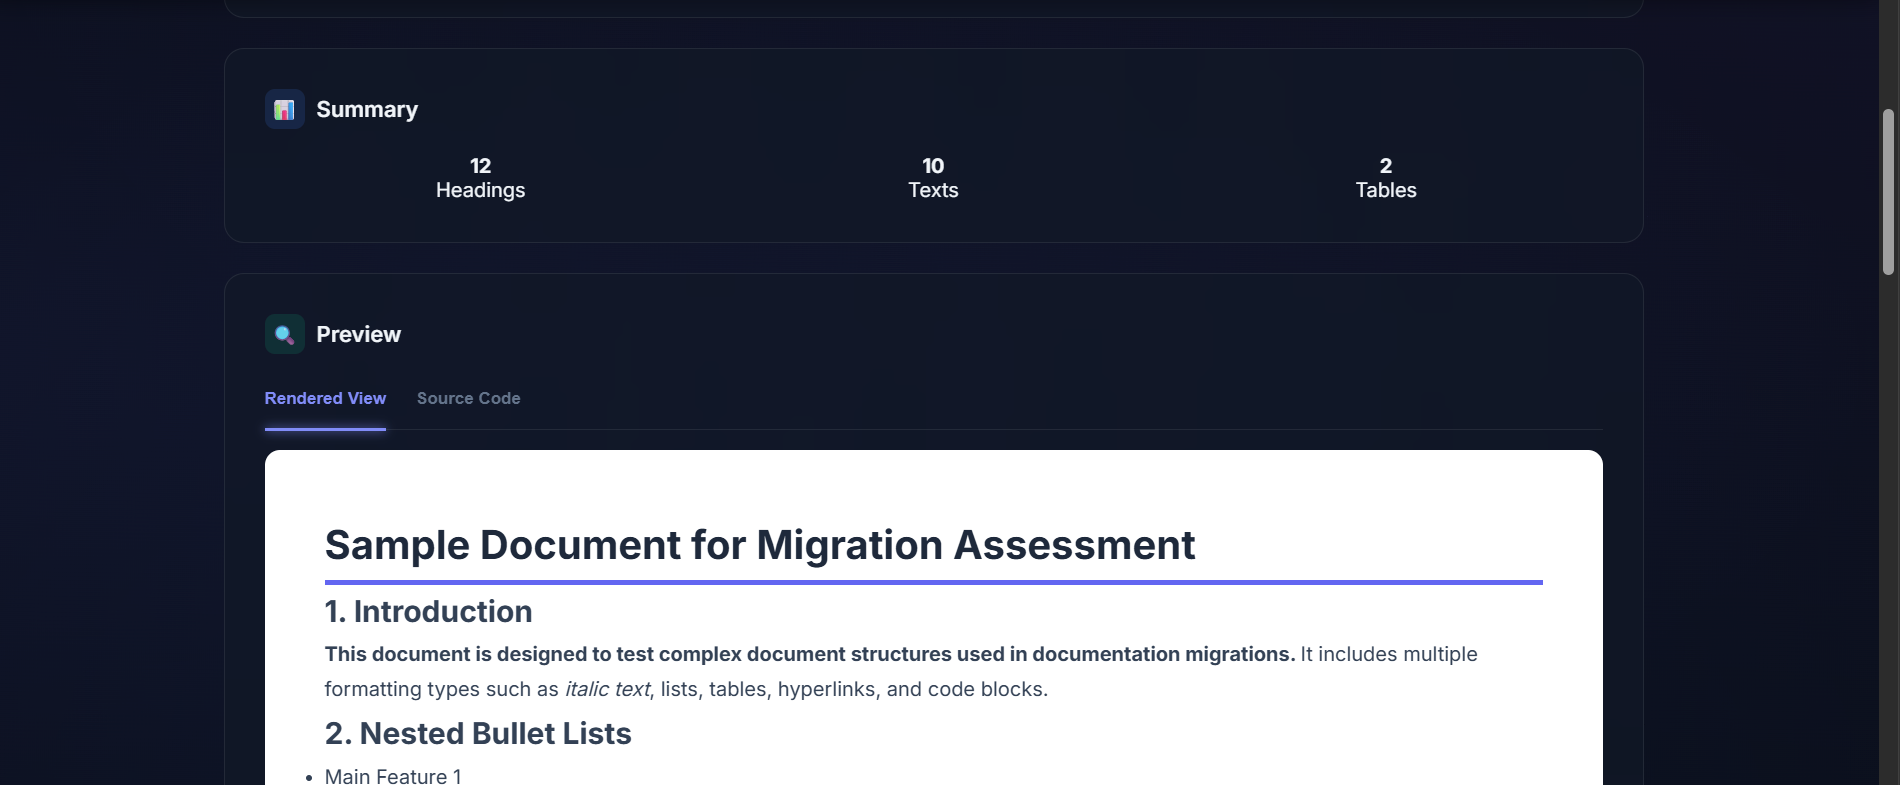 Summary
12
Headings
10
Texts
2
Tables
Preview
Rendered View
Source Code
Sample Document for Migration Assessment
1. Introduction
This document is designed to test complex document structures used in documentation migrations. It includes multiple
formatting types such as italic text, lists, tables, hyperlinks, and code blocks.
2. Nested Bullet Lists
• Main Feature 1